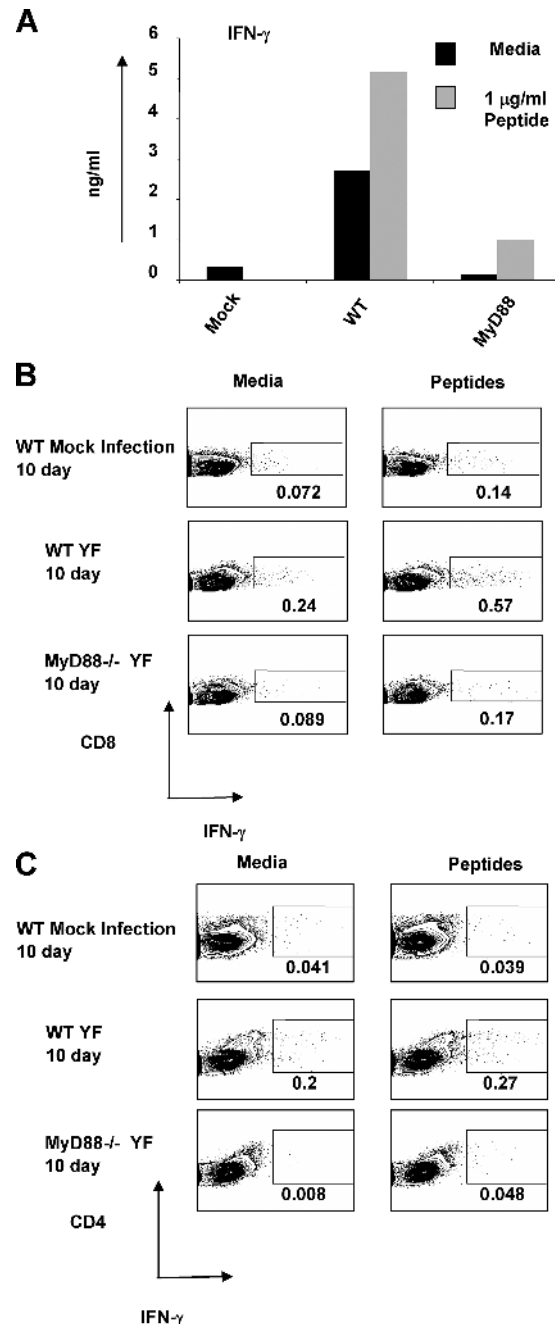 A
IFN-γ
6
5
4
3
2
1
0
ng/ml
Media
1 µg/ml
Peptide
Mock
WT
MyD88
B
Media
Peptides
WT Mock Infection
10 day
0.072
0.14
WT YF
10 day
0.24
0.57
MyD88-/- YF
10 day
0.089
0.17
CD8
IFN-γ
C
Media
Peptides
WT Mock Infection
10 day
0.041
0.039
WT YF
10 day
0.2
0.27
MyD88-/- YF
10 day
0.008
0.048
CD4
IFN-γ